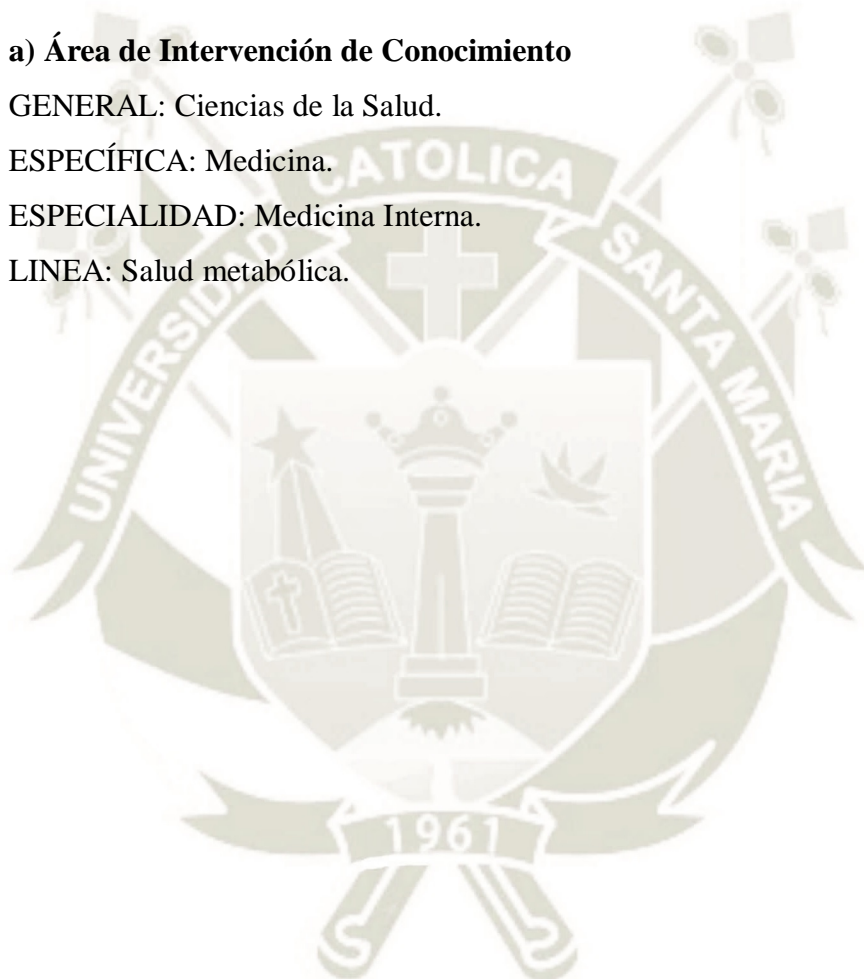 a) Área de Intervención de Conocimiento
GENERAL: Ciencias de la Salud.
ESPECÍFICA: Medicina.
ESPECIALIDAD: Medicina Interna.
LINEA: Salud metabólica.
UNIVERSIDAD CATOLICA SANTA MARIA
1961